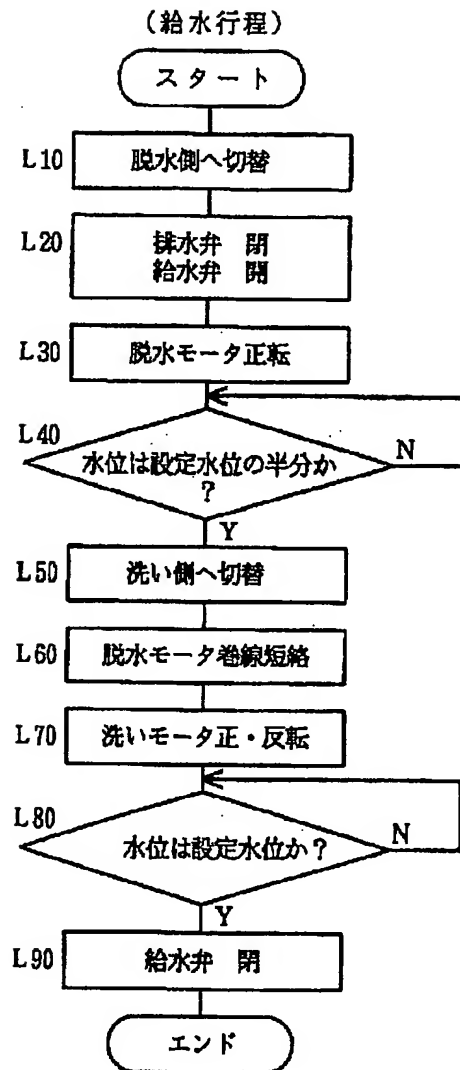 (給水行程)
スタート
L10 脱水側へ切替
L20 排水弁 閉
給水弁 開
L30 脱水モータ正転
L40 水位は設定水位の半分か
?
N
Y
L50 洗い側へ切替
L60 脱水モータ巻線短絡
L70 洗いモータ正・反転
L80 水位は設定水位か?
N
Y
L90 給水弁 閉
エンド